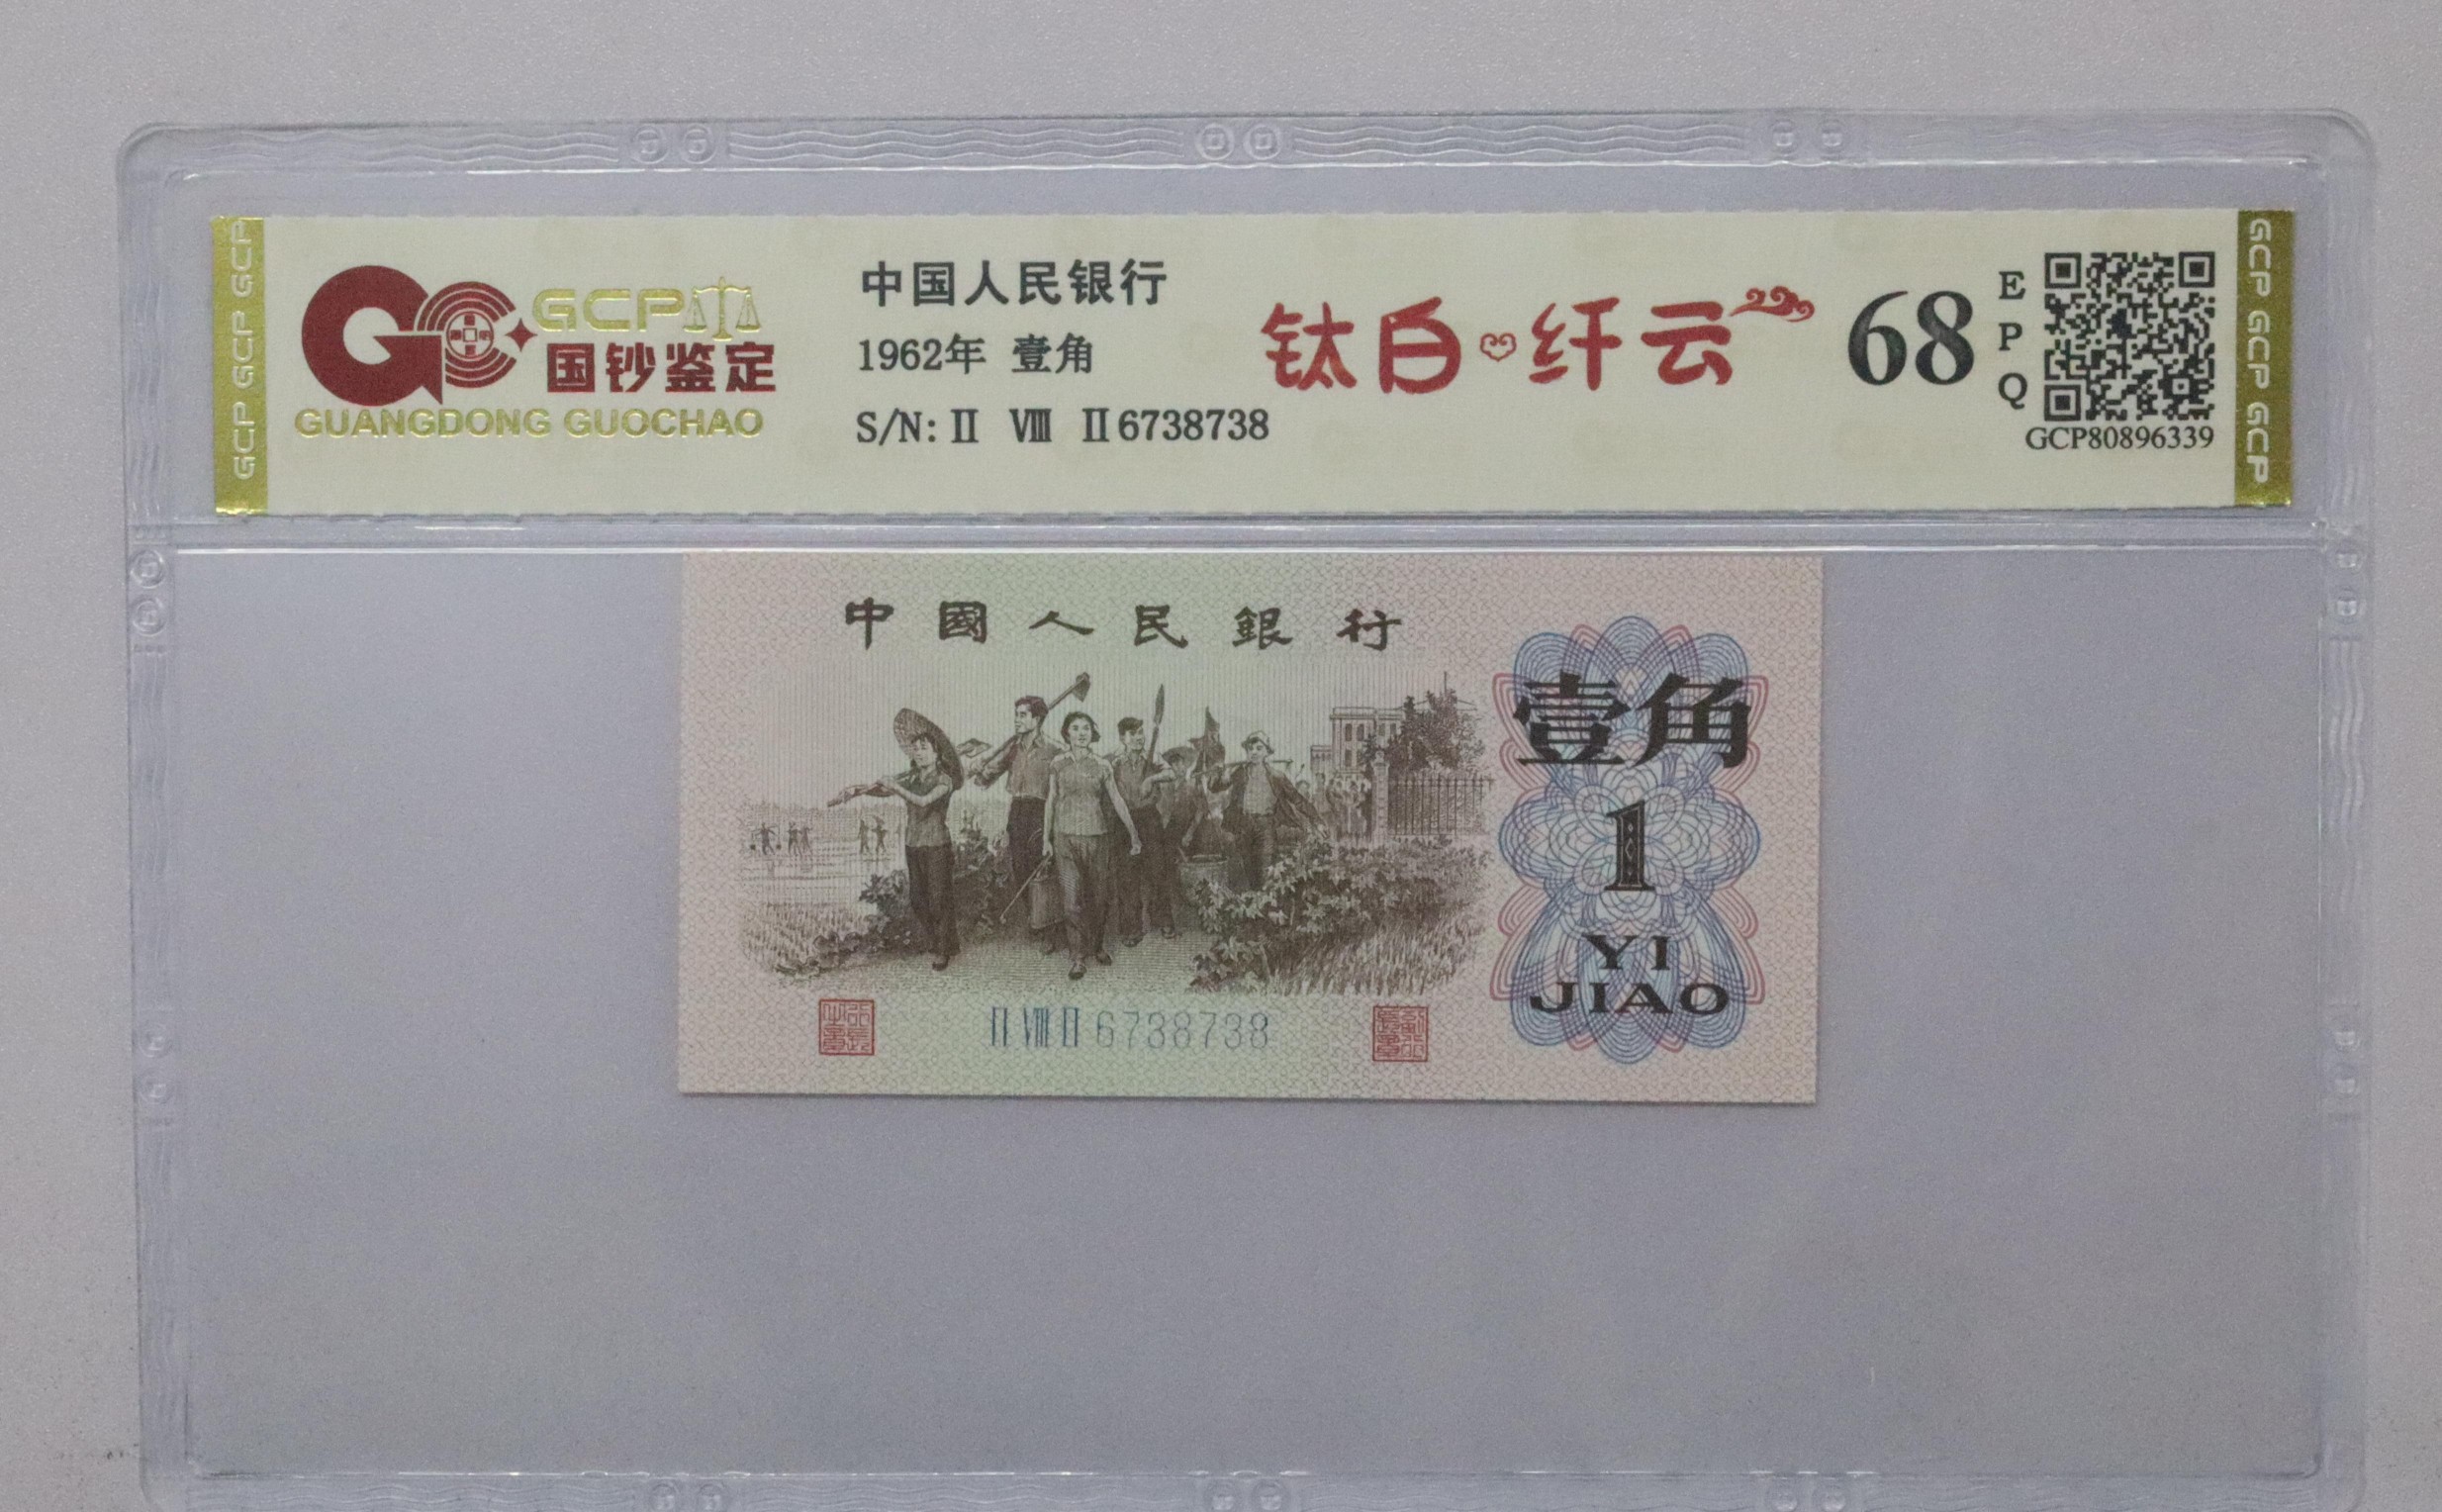 GCP GCP GCP
GCP
国钞鉴定
GUANGDONG GUOCHAO
中国人民银行
1962年 壹角
S/N: Ⅱ Ⅷ Ⅱ 6738738
钛白 纤云
68
E
P
Q
GCP80896339
GCP GCP GCP
中國人民銀行
壹角
1
YI
JIAO
Ⅱ Ⅷ Ⅱ 6738738